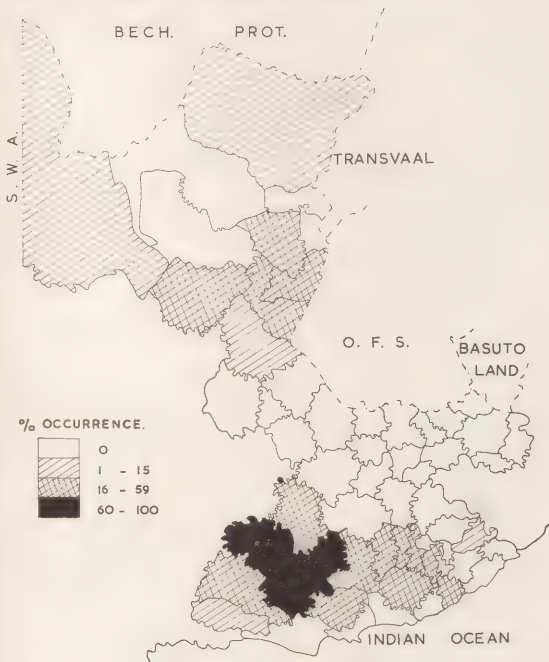 BECH. PROT.
S. W. A.
TRANSVAAL
O. F. S.
BASUTO
LAND
% OCCURRENCE.
0
1 - 15
16 - 59
60 - 100
INDIAN OCEAN